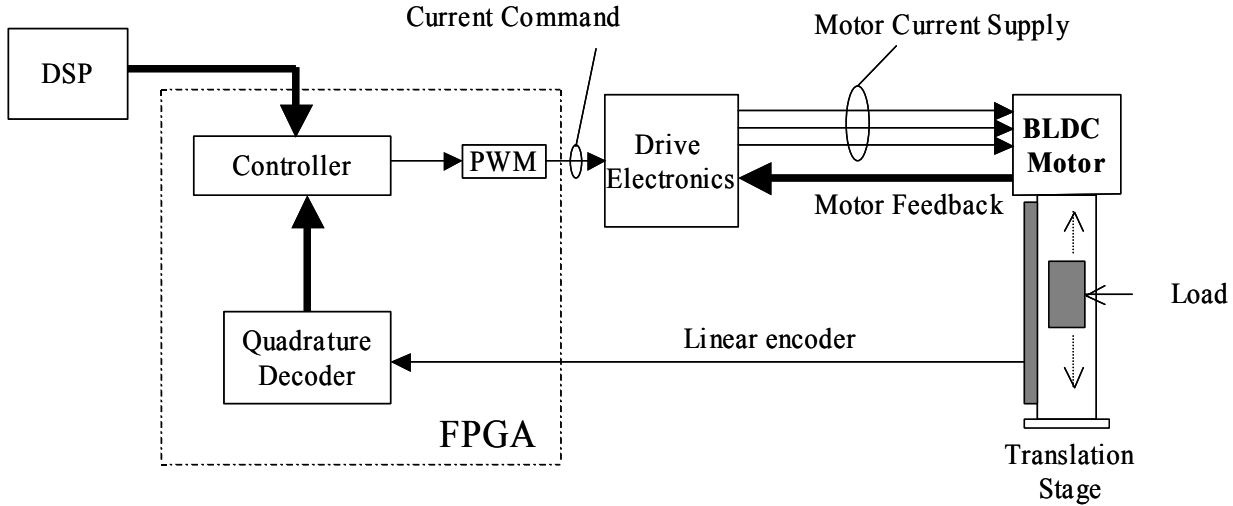 Current Command
Motor Current Supply
DSP
Controller
PWM
Drive
Electronics
BLDC
Motor
Motor Feedback
Load
Quadrature
Decoder
Linear encoder
FPGA
Translation
Stage